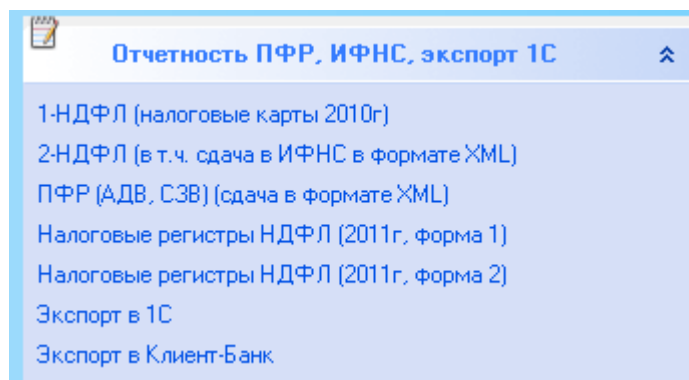 Отчетность ПФР, ИФНС, экспорт 1С
1-НДФЛ (налоговые карты 2010г)
2-НДФЛ (в т.ч. сдача в ИФНС в формате XML)
ПФР (АДВ, СЗВ) (сдача в формате XML)
Налоговые регистры НДФЛ (2011г, форма 1)
Налоговые регистры НДФЛ (2011г, форма 2)
Экспорт в 1С
Экспорт в Клиент-Банк